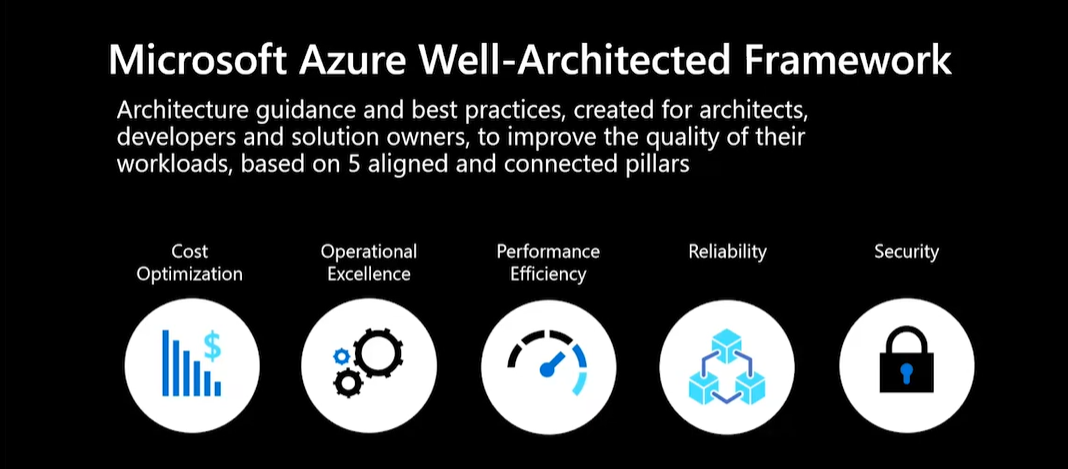 Microsoft Azure Well-Architected Framework
Architecture guidance and best practices, created for architects,
developers and solution owners, to improve the quality of their
workloads, based on 5 aligned and connected pillars
Cost
Optimization
Operational
Excellence
Performance
Efficiency
Reliability
Security
$